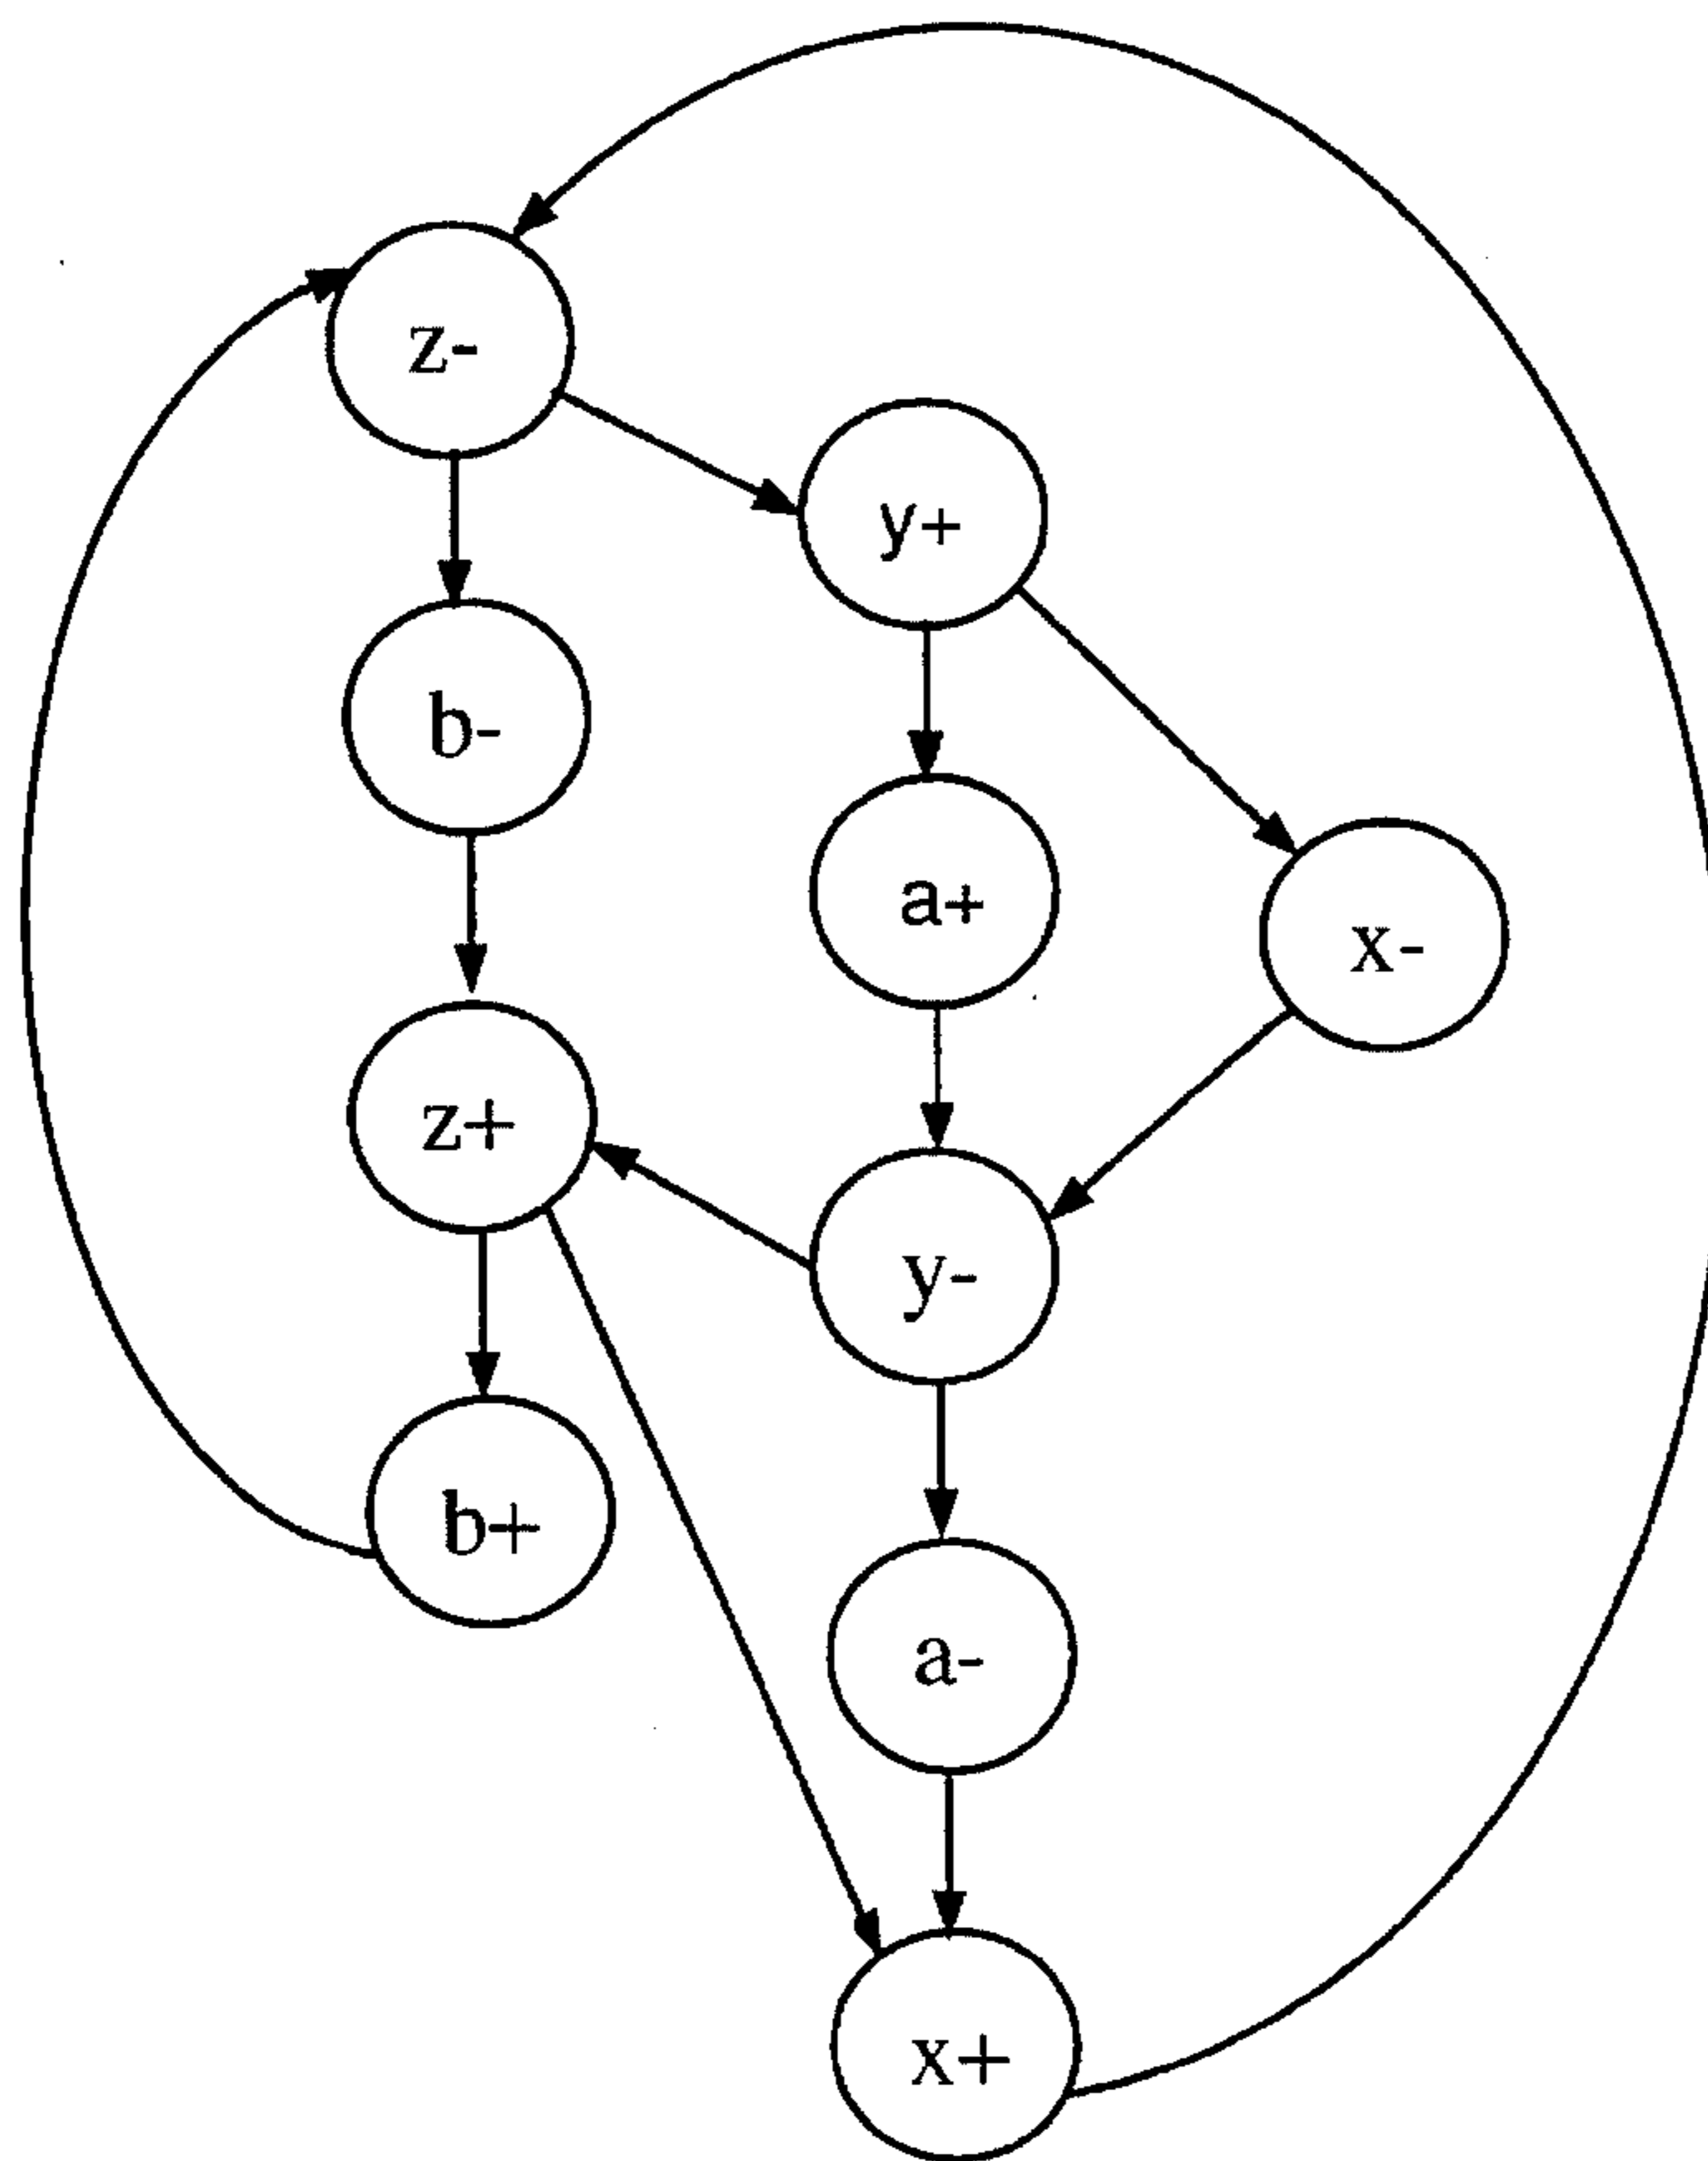 z-
y+
b-
a+
x-
z+
y-
b+
a-
x+